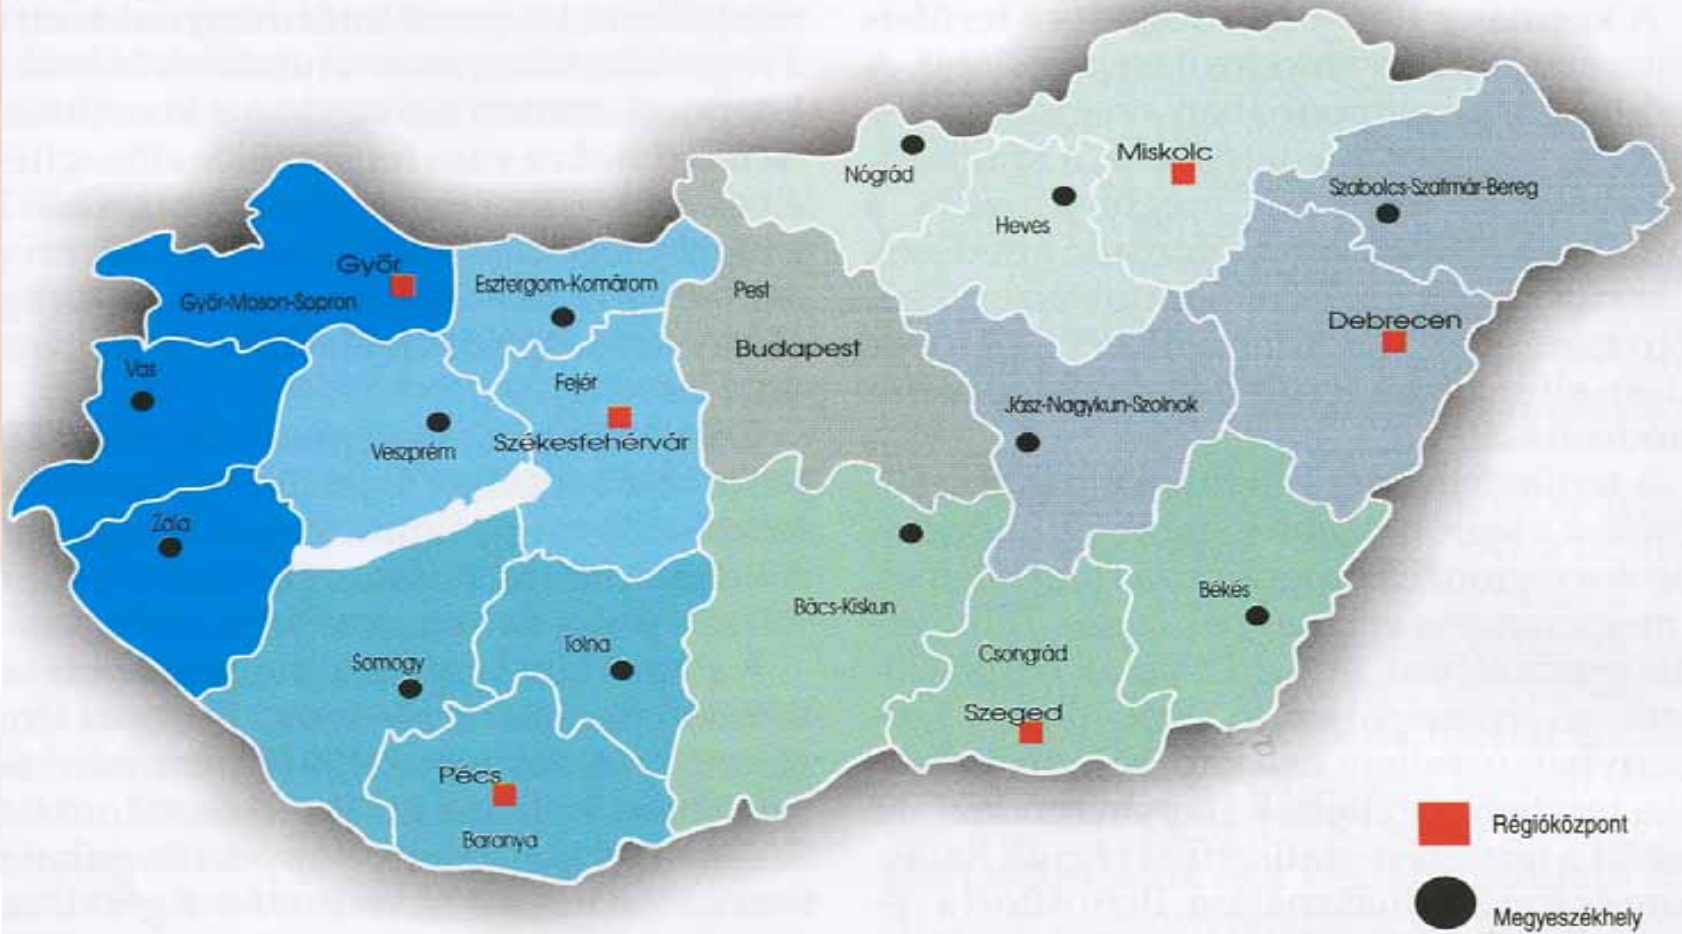 Miskolc
Nógrád
Szabolcs-Szatmár-Bereg
Heves
Győr
Esztergom-Komárom
Pest
Győr-Moson-Sopron
Debrecen
Budapest
Vas
Fejér
Jász-Nagykun-Szolnok
Székesfehérvár
Veszprém
Zala
Békés
Bács-Kiskun
Tolna
Csongrád
Somogy
Szeged
Pécs
Régióközpont
Baranya
Megyeszékhely